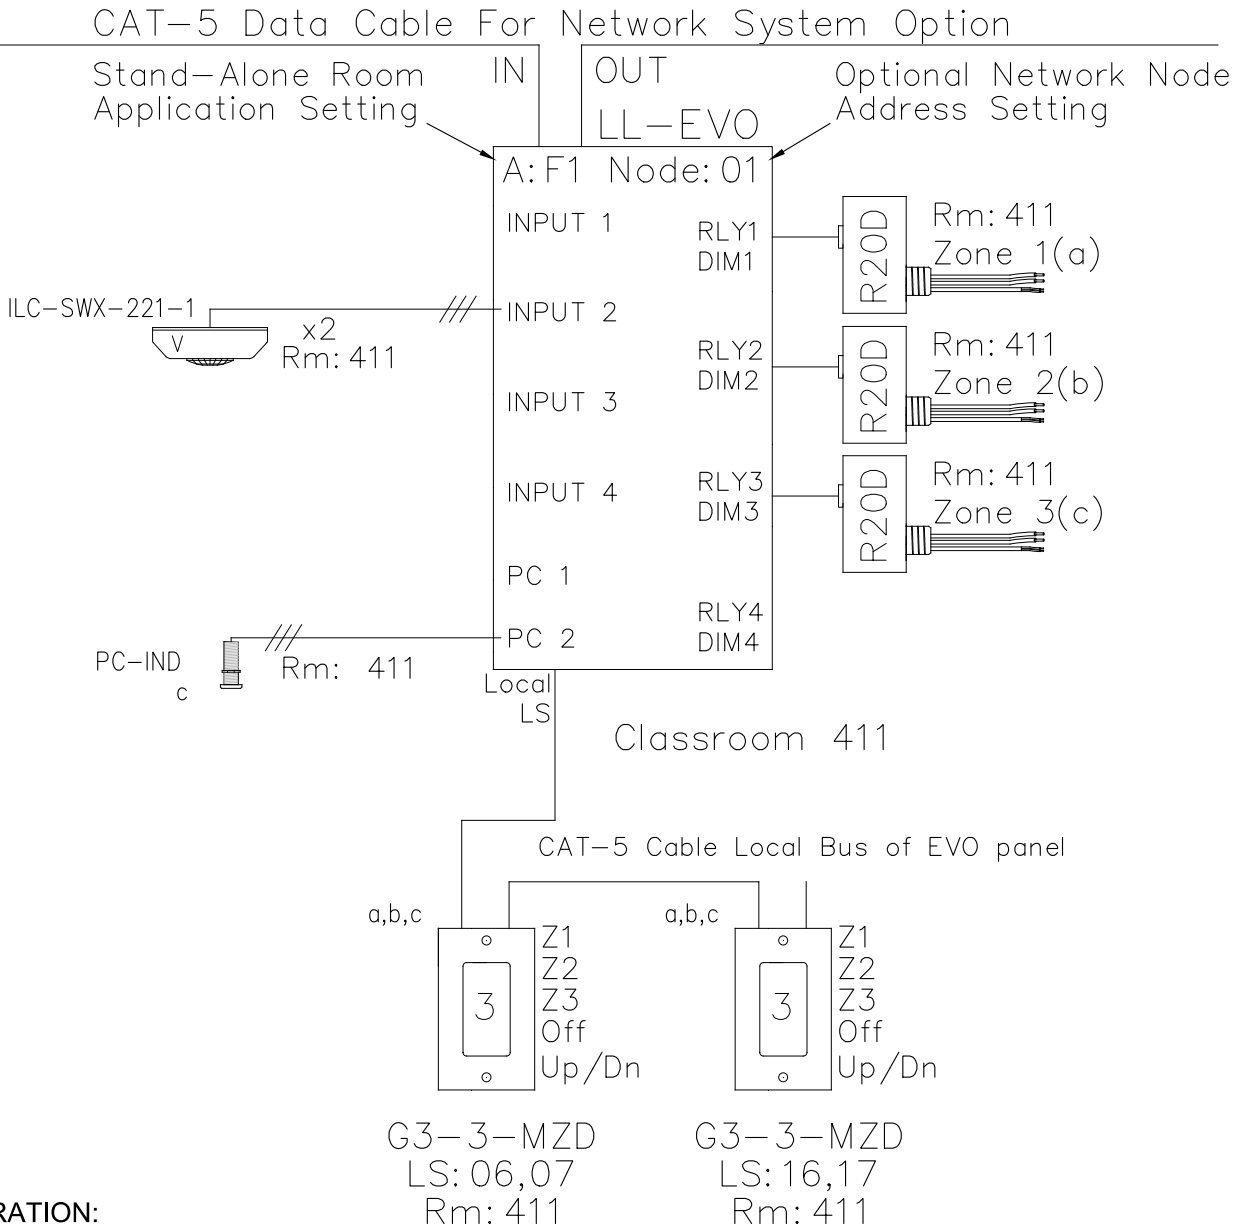 CAT-5 Data Cable For Network System Option
Stand-Alone Room
Application Setting
IN
OUT
Optional Network Node
Address Setting
LL-EVO
A: F1 Node: 01
INPUT 1
RLY1
DIM1
R20D
Rm: 411
Zone 1(a)
ILC-SWX-221-1
V
x2
Rm: 411
INPUT 2
RLY2
DIM2
R20D
Rm: 411
Zone 2(b)
INPUT 3
INPUT 4
RLY3
DIM3
R20D
Rm: 411
Zone 3(c)
PC 1
PC-IND
c
Rm: 411
PC 2
RLY4
DIM4
Local
LS
Classroom 411
CAT-5 Cable Local Bus of EVO panel
a,b,c
3
Z1
Z2
Z3
Off
Up/Dn
G3-3-MZD
LS: 06,07
Rm: 411
a,b,c
3
Z1
Z2
Z3
Off
Up/Dn
G3-3-MZD
LS: 16,17
Rm: 411
RATION: